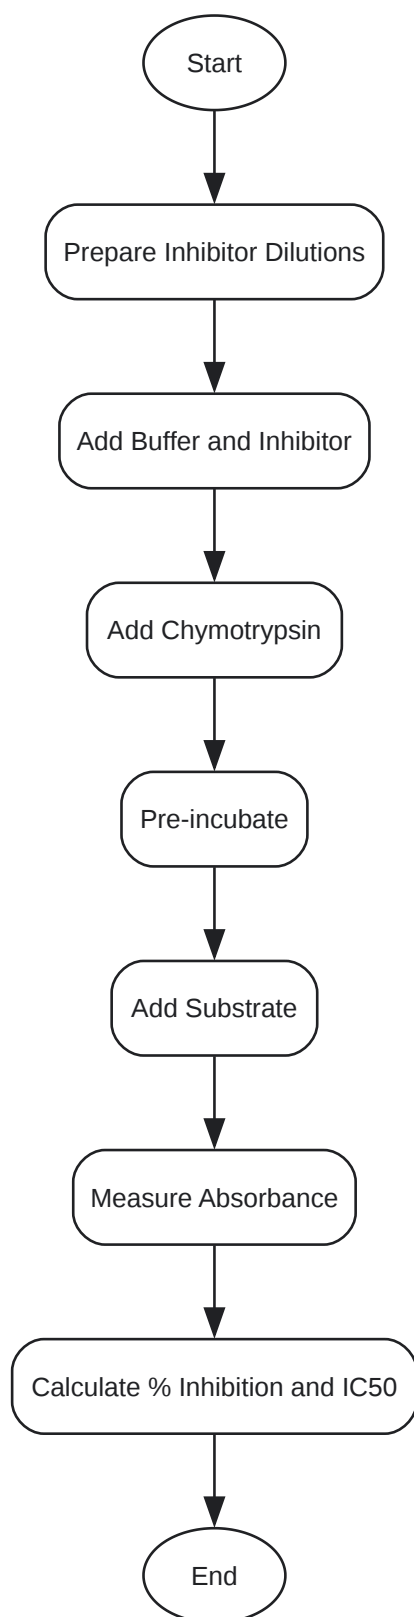 Start
Prepare Inhibitor Dilutions
Add Buffer and Inhibitor
Add Chymotrypsin
Pre-incubate
Add Substrate
Measure Absorbance
Calculate % Inhibition and IC50
End